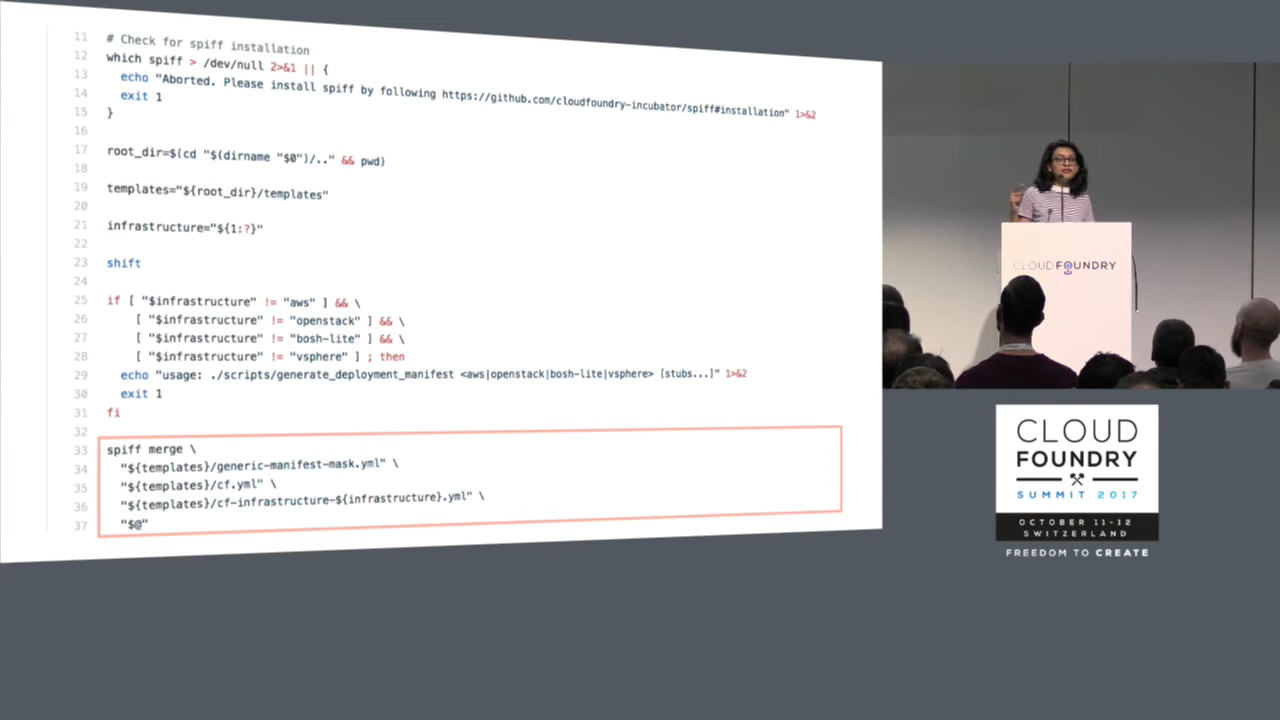 11 # Check for spiff installation
12 which spiff > /dev/null 2>&1 || {
13   echo "Aborted. Please install spiff by following https://github.com/cloudfoundry-incubator/spiff#installation" 1>&2
14   exit 1
15 }
16
17 root_dir=$(cd "$(dirname "$0")/.." && pwd)
18
19 templates="${root_dir}/templates"
20
21 infrastructure="${1:?}"
22
23 shift
24
25 if [ "$infrastructure" != "aws" ] && \
26     [ "$infrastructure" != "openstack" ] && \
27     [ "$infrastructure" != "bosh-lite" ] && \
28     [ "$infrastructure" != "vsphere" ] ; then
29   echo "usage: ./scripts/generate_deployment_manifest <aws|openstack|bosh-lite|vsphere> [stubs...]" 1>&2
30   exit 1
31 fi
32
33 spiff merge \
34   "${templates}/generic-manifest-mask.yml" \
35   "${templates}/cf.yml" \
36   "${templates}/cf-infrastructure-${infrastructure}.yml" \
37   "$@"
CLOUDFOUNDRY
CLOUD
FOUNDRY
SUMMIT 2017
OCTOBER 11-12
SWITZERLAND
FREEDOM TO CREATE